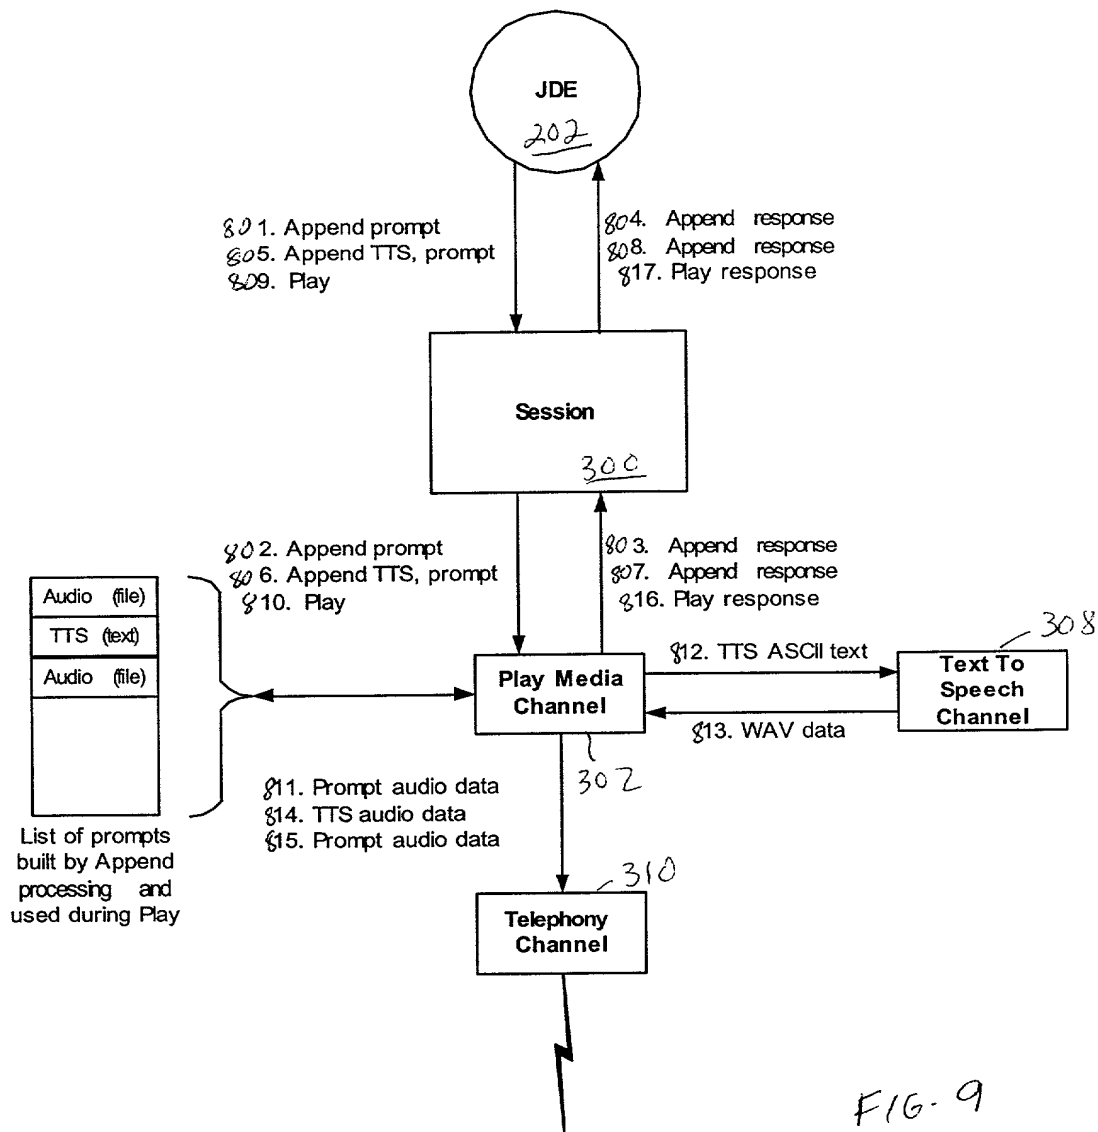 JDE
202
801. Append prompt
805. Append TTS, prompt
809. Play
804. Append response
808. Append response
817. Play response
Session
300
802. Append prompt
806. Append TTS, prompt
810. Play
803. Append response
807. Append response
816. Play response
Audio (file)
TTS (text)
Audio (file)
List of prompts
built by Append
processing and
used during Play
Play Media
Channel
302
812. TTS ASCII text
813. WAV data
308
Text To
Speech
Channel
811. Prompt audio data
814. TTS audio data
815. Prompt audio data
310
Telephony
Channel
FIG. 9